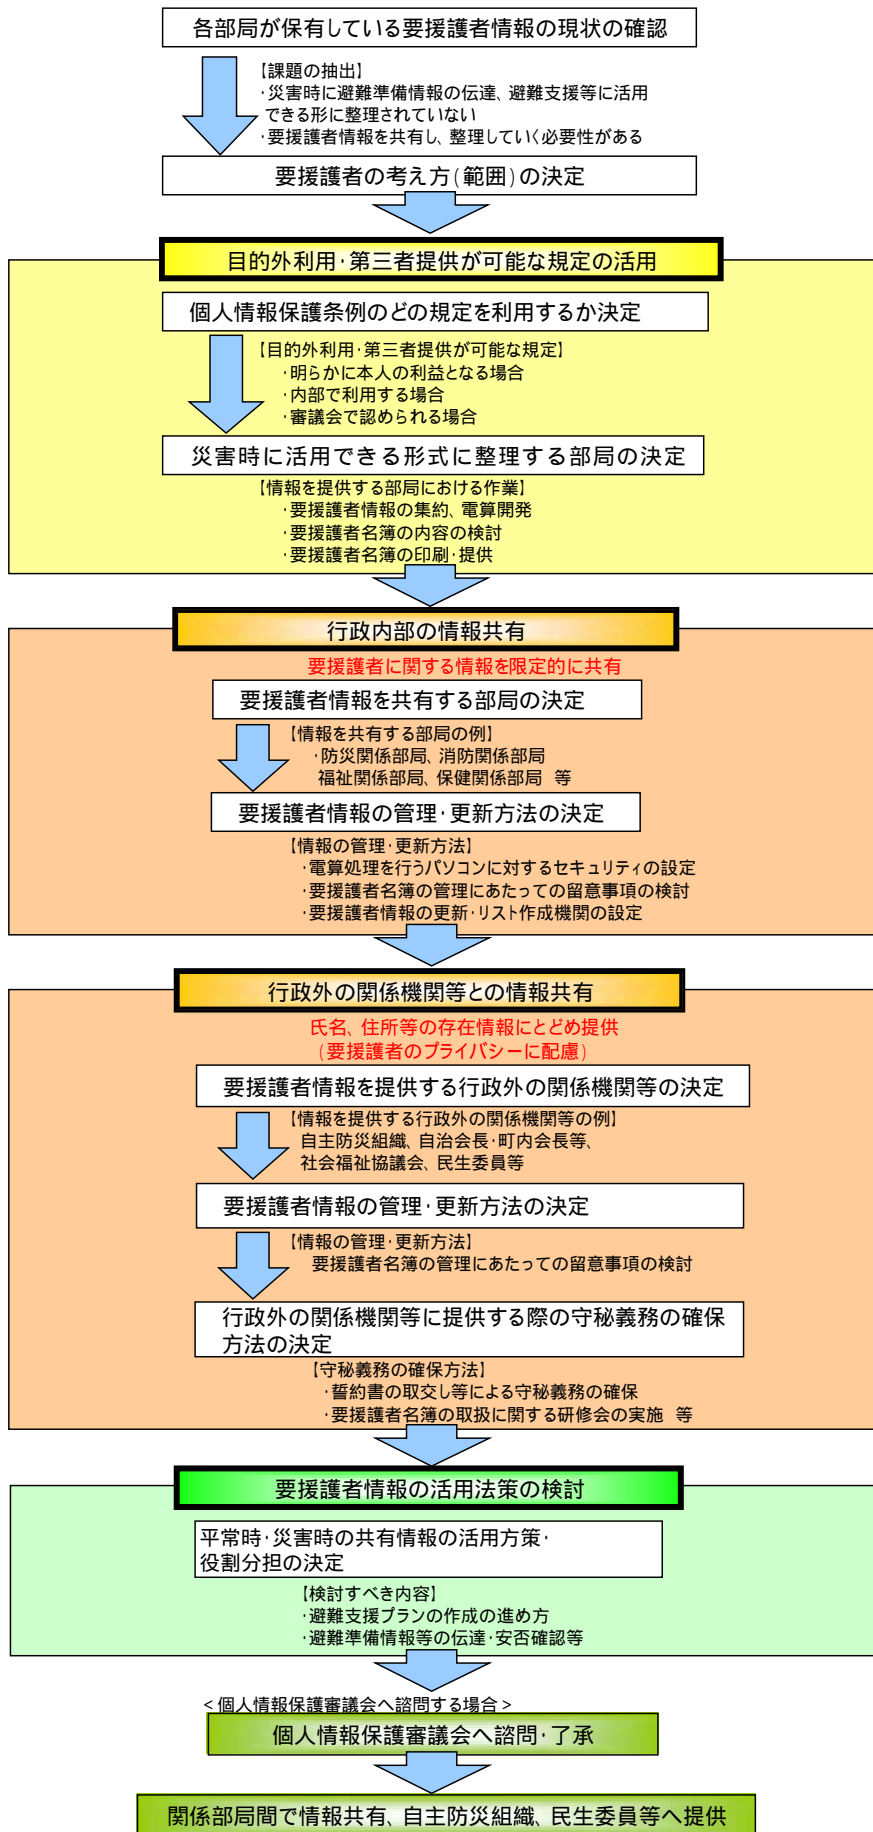 各部局が保有している要援護者情報の現状の確認
【課題の抽出】
・災害時に避難準備情報の伝達、避難支援等に活用
できる形に整理されていない
・要援護者情報を共有し、整理していく必要性がある
要援護者の考え方(範囲)の決定
目的外利用・第三者提供が可能な規定の活用
個人情報保護条例のどの規定を利用するか決定
【目的外利用・第三者提供が可能な規定】
・明らかに本人の利益となる場合
・内部で利用する場合
・審議会で認められる場合
災害時に活用できる形式に整理する部局の決定
【情報を提供する部局における作業】
・要援護者情報の集約、電算開発
・要援護者名簿の内容の検討
・要援護者名簿の印刷・提供
行政内部の情報共有
要援護者に関する情報を限定的に共有
要援護者情報を共有する部局の決定
【情報を共有する部局の例】
・防災関係部局、消防関係部局
福祉関係部局、保健関係部局 等
要援護者情報の管理・更新方法の決定
【情報の管理・更新方法】
・電算処理を行うパソコンに対するセキュリティの設定
・要援護者名簿の管理にあたっての留意事項の検討
・要援護者情報の更新・リスト作成機関の設定
行政外の関係機関等との情報共有
氏名、住所等の存在情報にとどめ提供
(要援護者のプライバシーに配慮)
要援護者情報を提供する行政外の関係機関等の決定
【情報を提供する行政外の関係機関等の例】
自主防災組織、自治会長・町内会長等、
社会福祉協議会、民生委員等
要援護者情報の管理・更新方法の決定
【情報の管理・更新方法】
要援護者名簿の管理にあたっての留意事項の検討
行政外の関係機関等に提供する際の守秘義務の確保
方法の決定
【守秘義務の確保方法】
・誓約書の取交し等による守秘義務の確保
・要援護者名簿の取扱に関する研修会の実施 等
要援護者情報の活用法策の検討
平常時・災害時の共有情報の活用方策・
役割分担の決定
【検討すべき内容】
・避難支援プランの作成の進め方
・避難準備情報等の伝達・安否確認等
<個人情報保護審議会へ諮問する場合>
個人情報保護審議会へ諮問・了承
関係部局間で情報共有、自主防災組織、民生委員等へ提供